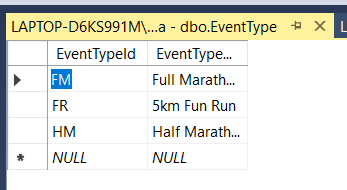 LAPTOP-D6KS991M\...a - dbo.EventType
EventTypeId EventType...
FM Full Marath...
FR 5km Fun Run
HM Half Marath...
NULL NULL